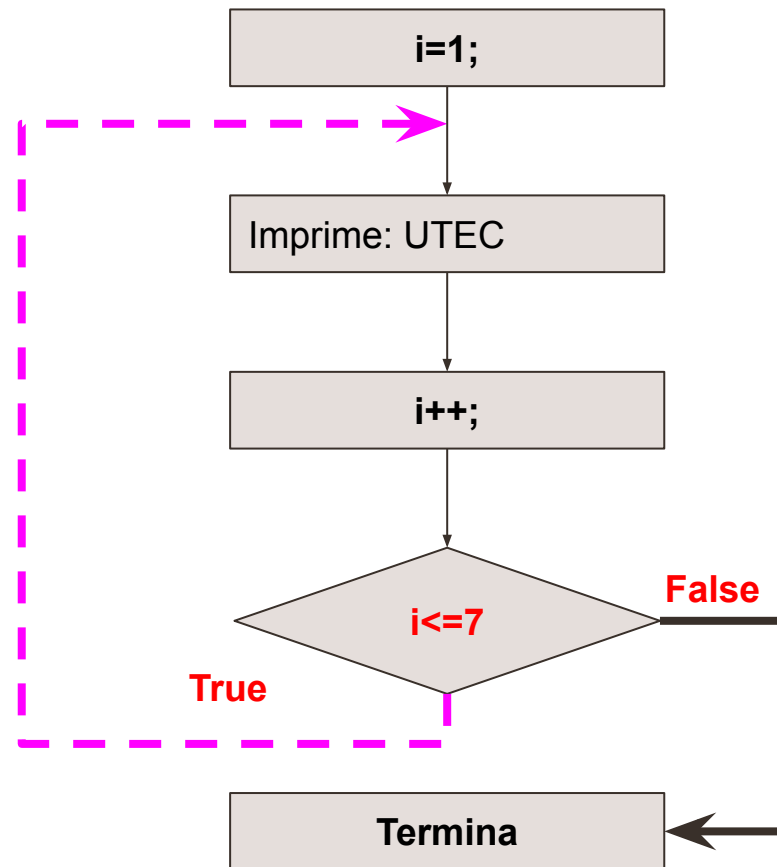 i=1;
Imprime: UTEC
i++;
i<=7
False
True
Termina